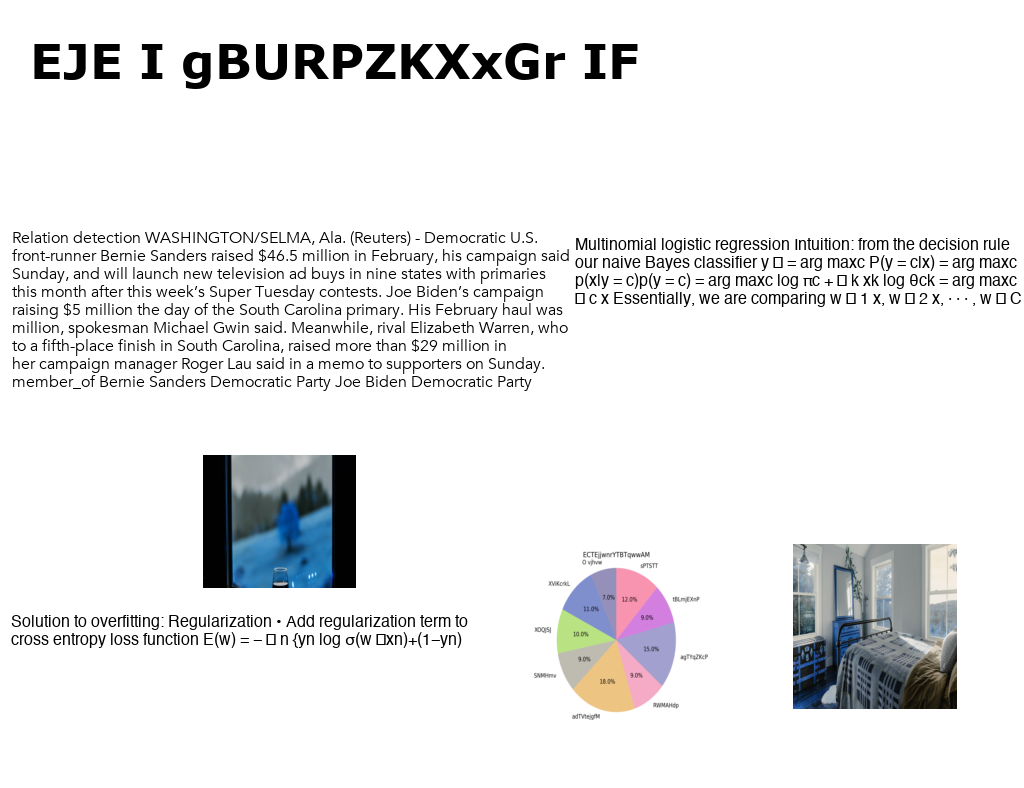 EJE I gBURPZKXxGr IF
Relation detection WASHINGTON/SELMA, Ala. (Reuters) - Democratic U.S.
front-runner Bernie Sanders raised $46.5 million in February, his campaign said
Sunday, and will launch new television ad buys in nine states with primaries
this month after this week’s Super Tuesday contests. Joe Biden’s campaign
raising $5 million the day of the South Carolina primary. His February haul was
million, spokesman Michael Gwin said. Meanwhile, rival Elizabeth Warren, who
to a fifth-place finish in South Carolina, raised more than $29 million in
her campaign manager Roger Lau said in a memo to supporters on Sunday.
member_of Bernie Sanders Democratic Party Joe Biden Democratic Party
Multinomial logistic regression Intuition: from the decision rule
our naive Bayes classifier y □ = arg maxc P(y = c|x) = arg maxc
p(x|y = c)p(y = c) = arg maxc log πc + □ k xk log θck = arg maxc
□ c x Essentially, we are comparing w □ 1 x, w □ 2 x, · · · , w □ C
Solution to overfitting: Regularization • Add regularization term to
cross entropy loss function E(w) = – □ n {yn log σ(w □xn)+(1–yn)
ECTEjjwnrYTBTqwwAM
O vjhvw
sPTSTT
XVlKcrkL
7.0%
12.0%
tBLmjEXnP
11.0%
9.0%
XOQJSJ
10.0%
15.0%
agTYqZKcP
9.0%
SNMHmv
9.0%
18.0%
RWMAHdp
adTVtejgfM